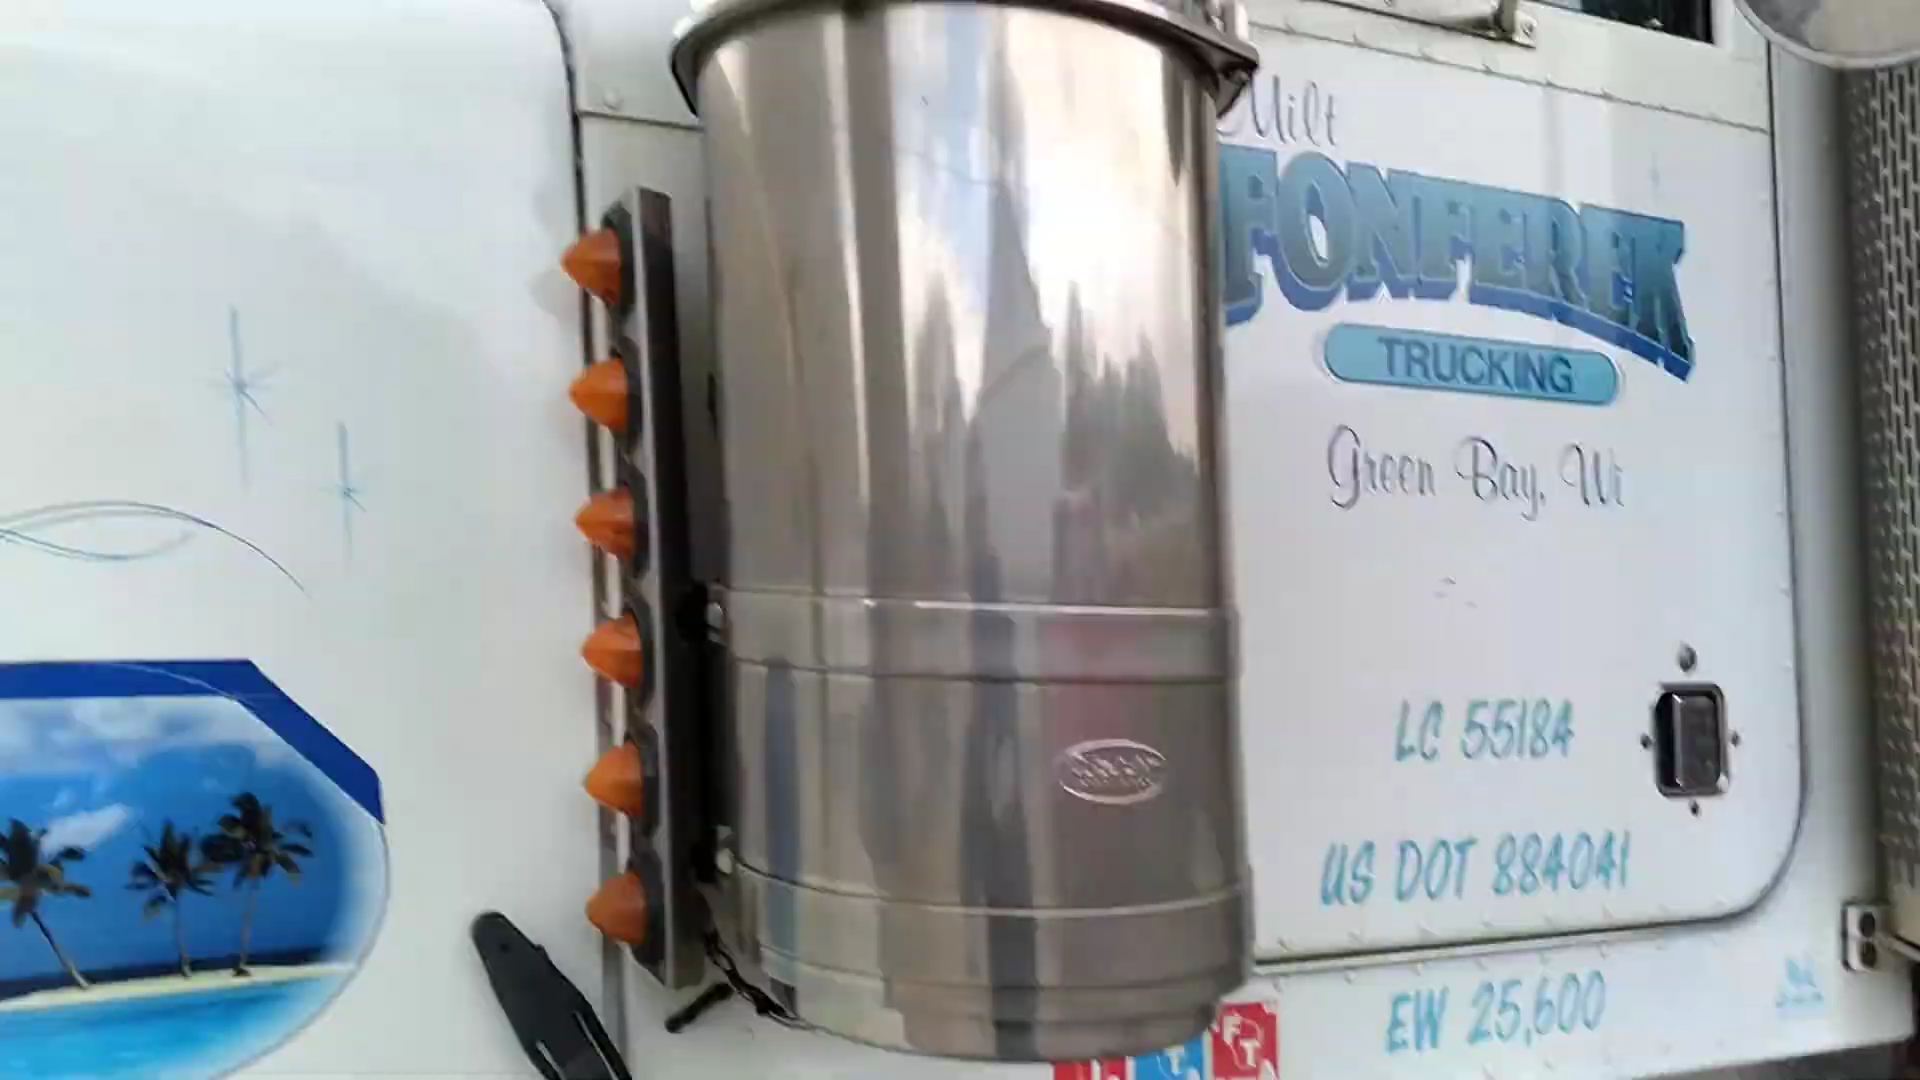 Milt
FONFEREK
TRUCKING
Green Bay, Wi
LC 55184
US DOT 884041
EW 25,600